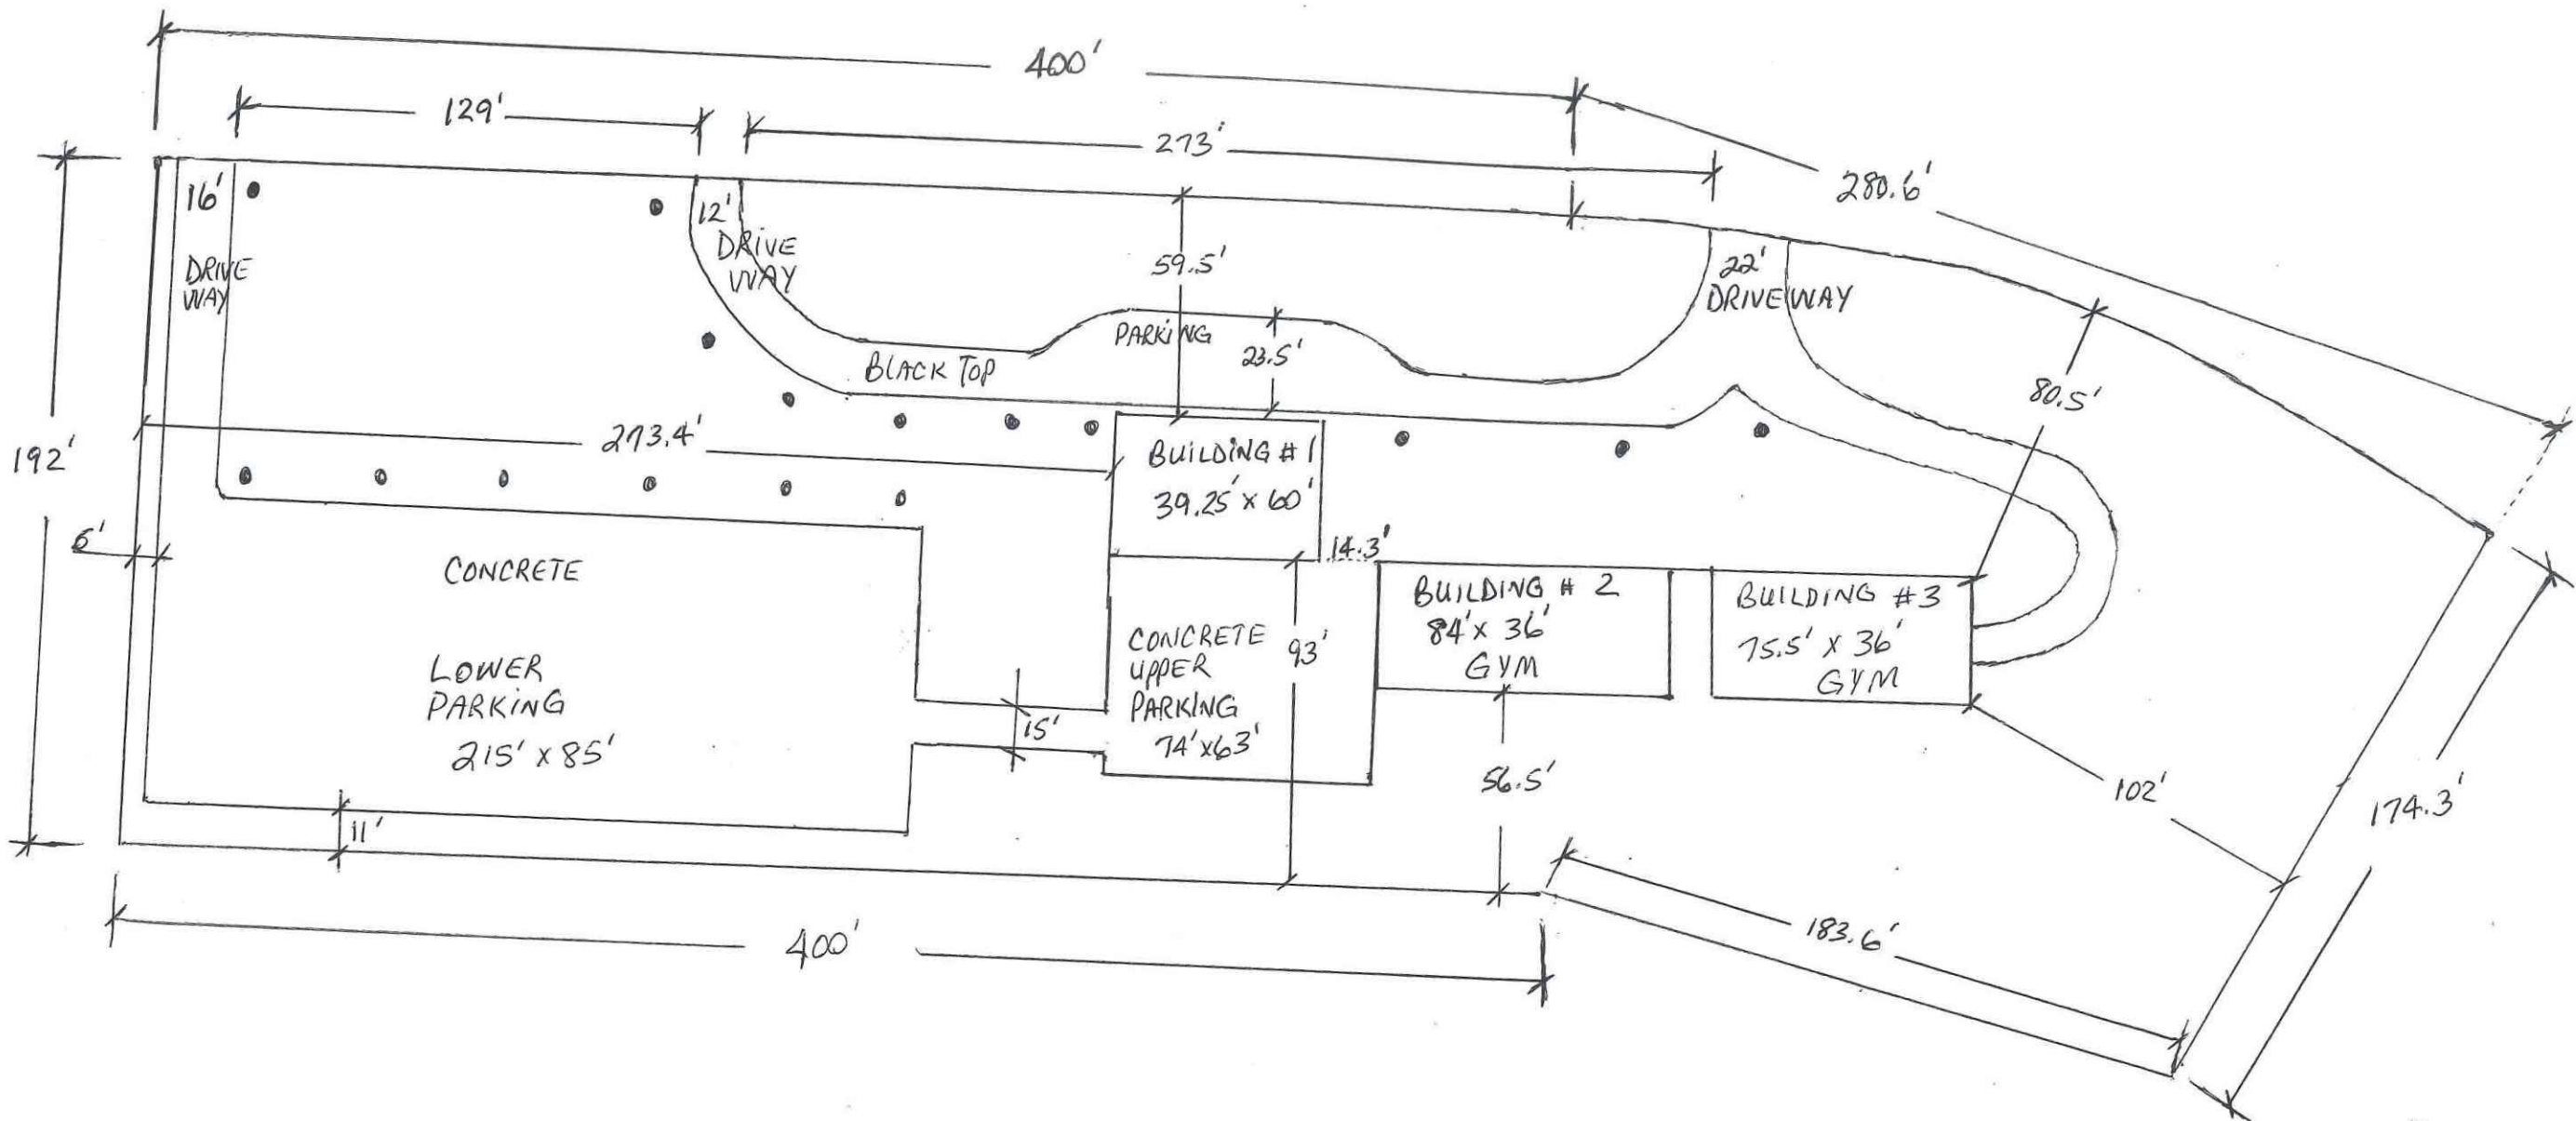 400'
129'
273'
280.6'
16'
DRIVE
WAY
12'
DRIVE
WAY
59.5'
22'
DRIVEWAY
PARKING
23.5'
BLACK TOP
80.5'
192'
273.4'
BUILDING #1
39.25' x 60'
14.3'
6'
CONCRETE
BUILDING # 2
84' x 36'
GYM
BUILDING #3
75.5' x 36'
GYM
CONCRETE
UPPER
PARKING
74'x63'
93'
LOWER
PARKING
215' x 85'
15'
56.5'
102'
174.3'
11'
183.6'
400'